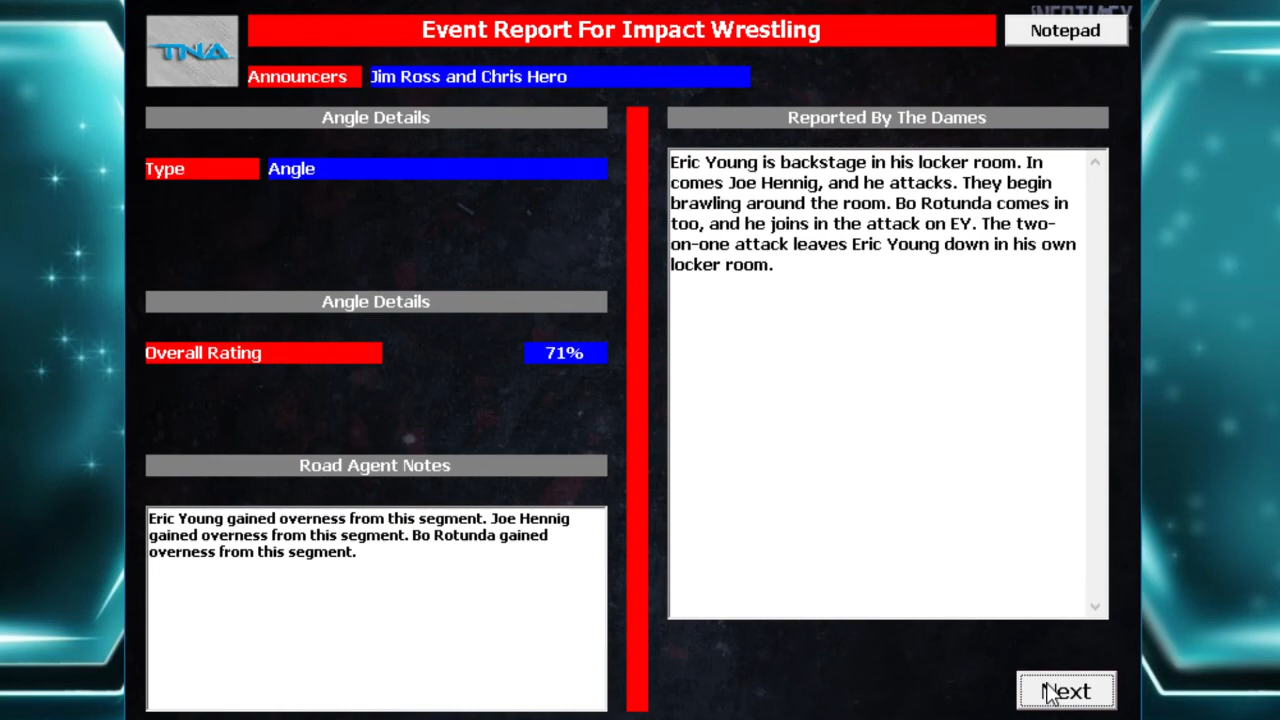 Event Report For Impact Wrestling
Notepad
TNA
Announcers
Jim Ross and Chris Hero
Angle Details
Reported By The Dames
Type
Angle
Eric Young is backstage in his locker room. In
comes Joe Hennig, and he attacks. They begin
brawling around the room. Bo Rotunda comes in
too, and he joins in the attack on EY. The two-
on-one attack leaves Eric Young down in his own
locker room.
Angle Details
Overall Rating
71%
Road Agent Notes
Eric Young gained overness from this segment. Joe Hennig
gained overness from this segment. Bo Rotunda gained
overness from this segment.
Next